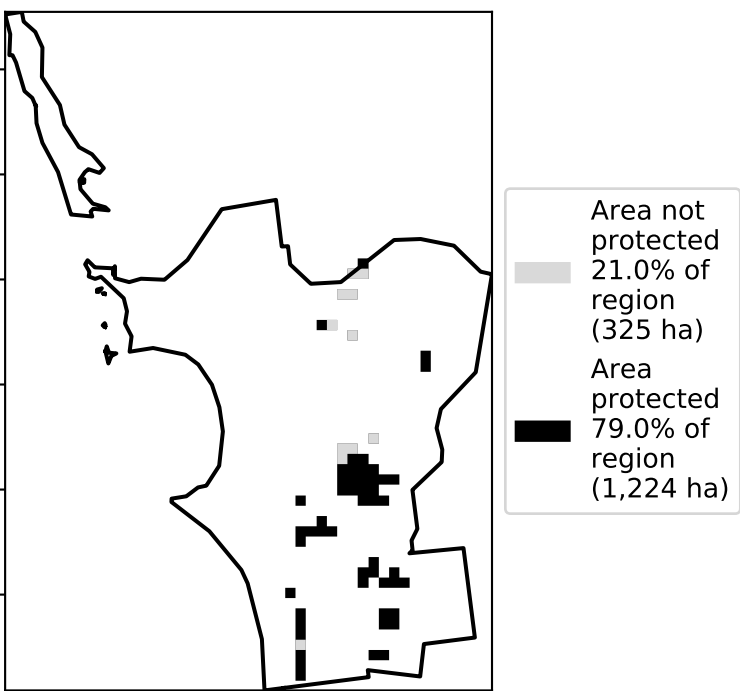 Area not
protected
21.0% of
region
(325 ha)
Area
protected
79.0% of
region
(1,224 ha)